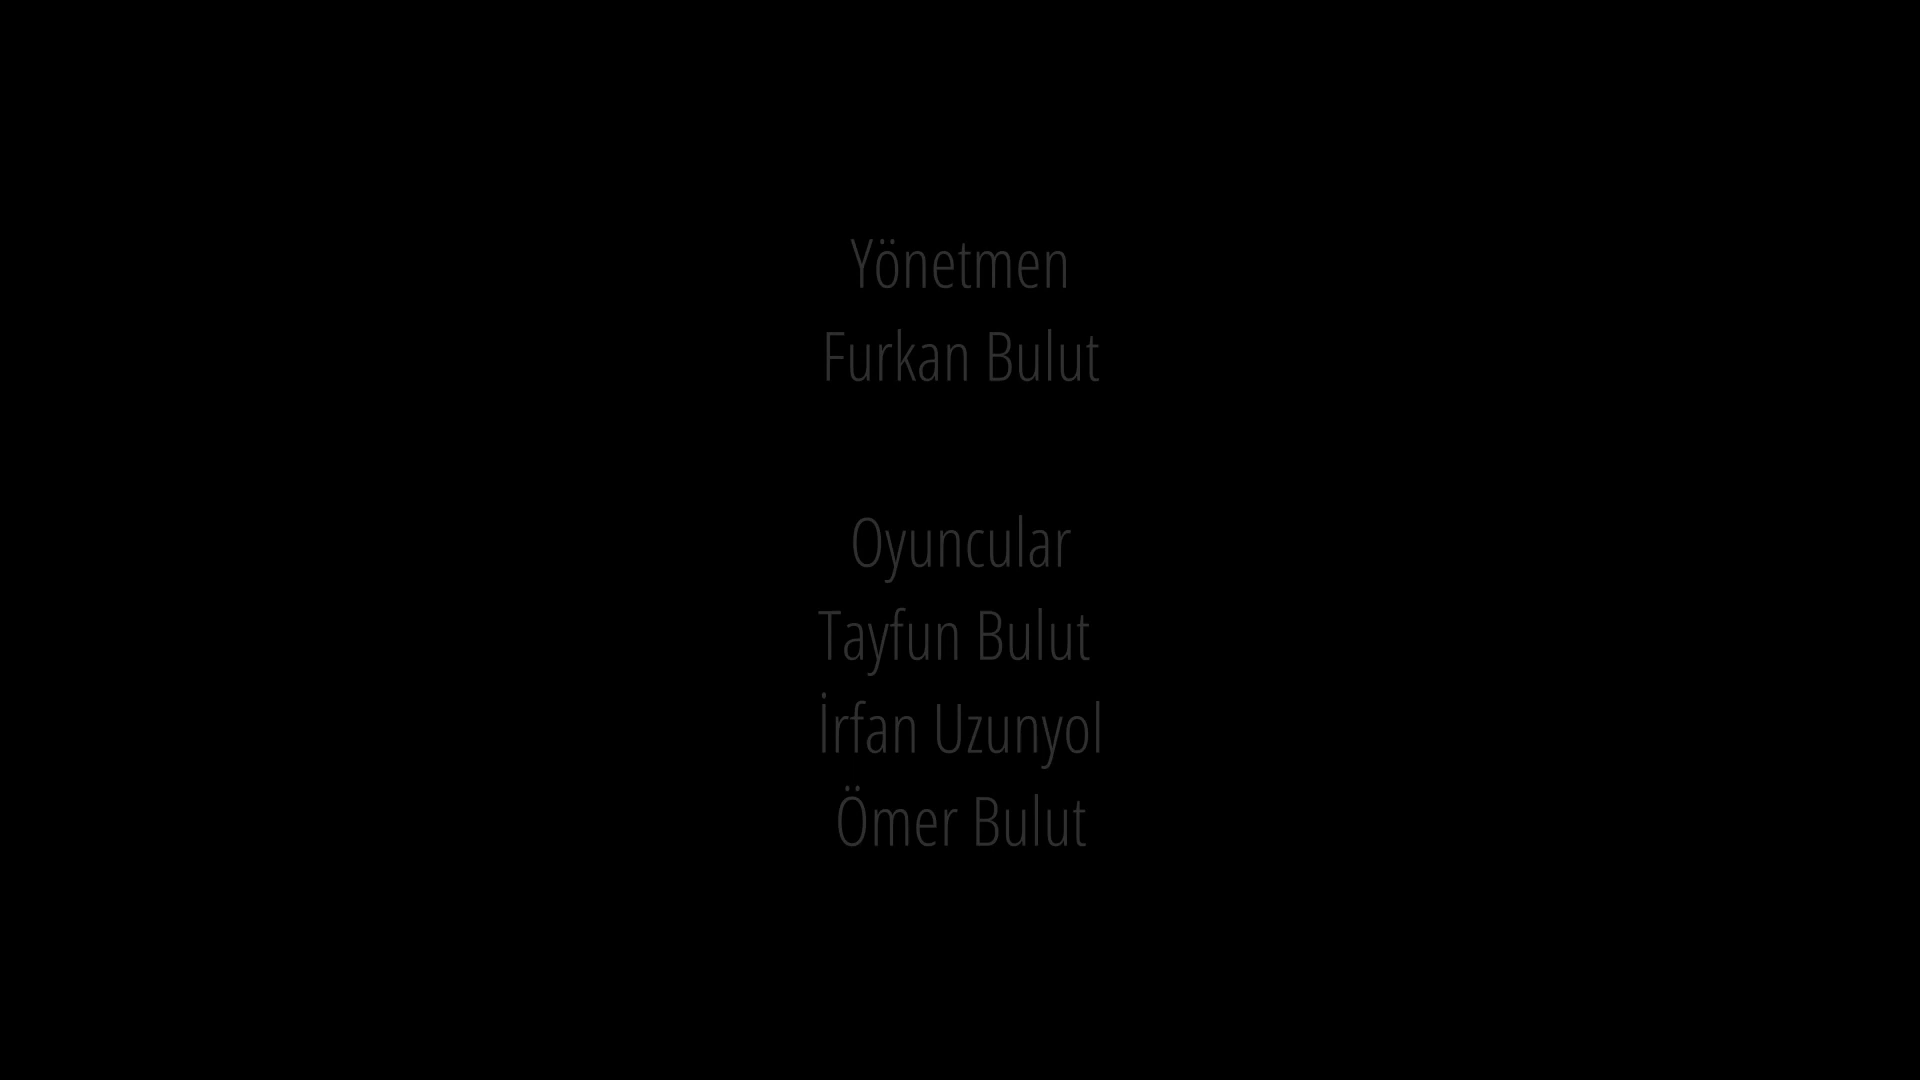 Yönetmen
Furkan Bulut
Oyuncular
Tayfun Bulut
İrfan Uzunyol
Ömer Bulut